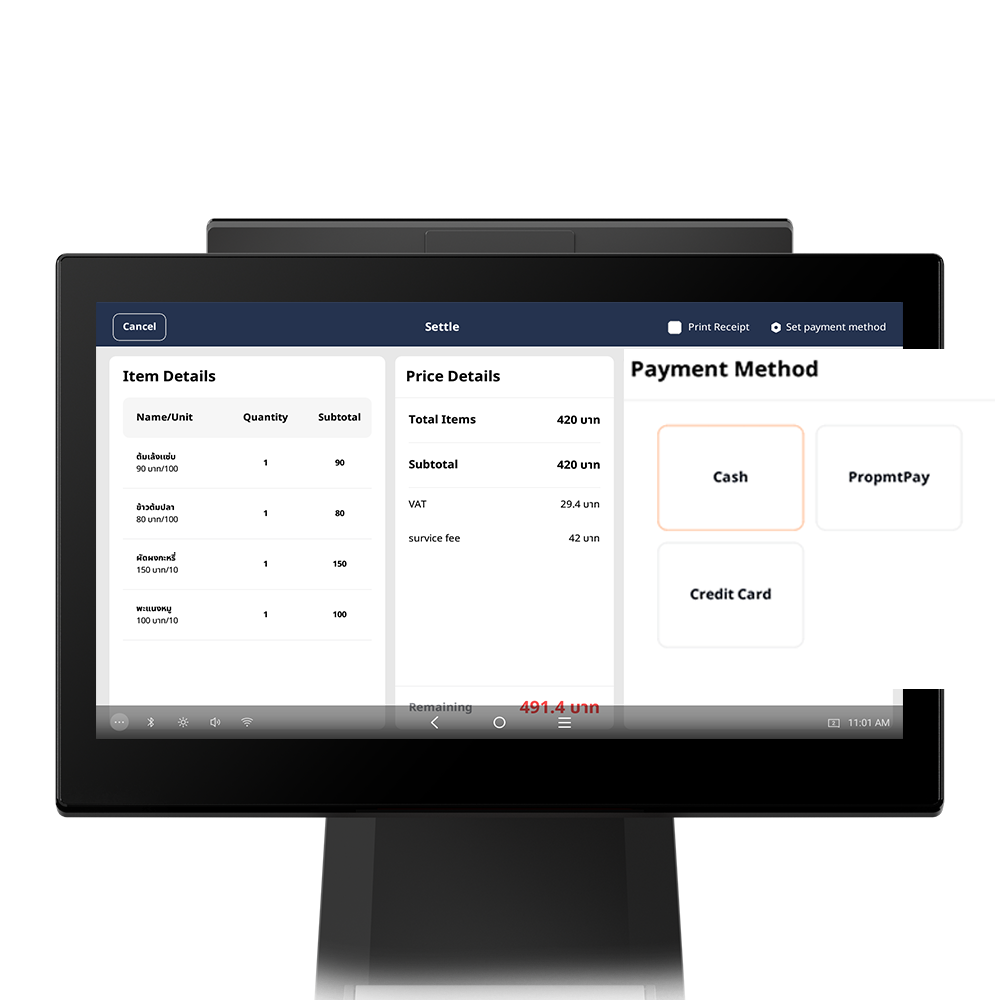 Cancel
Settle
Print Receipt
Set payment method
Item Details
Name/Unit Quantity Subtotal
ต้มเล้งแซ่บ
90 บาท/100 1 90
ข้าวต้มปลา
80 บาท/100 1 80
ผัดผงกะหรี่
150 บาท/10 1 150
พะแนงหมู
100 บาท/10 1 100
Price Details
Total Items 420 บาท
Subtotal 420 บาท
VAT 29.4 บาท
survice fee 42 บาท
Remaining 491.4 บาท
Payment Method
Cash
PropmtPay
Credit Card
11:01 AM